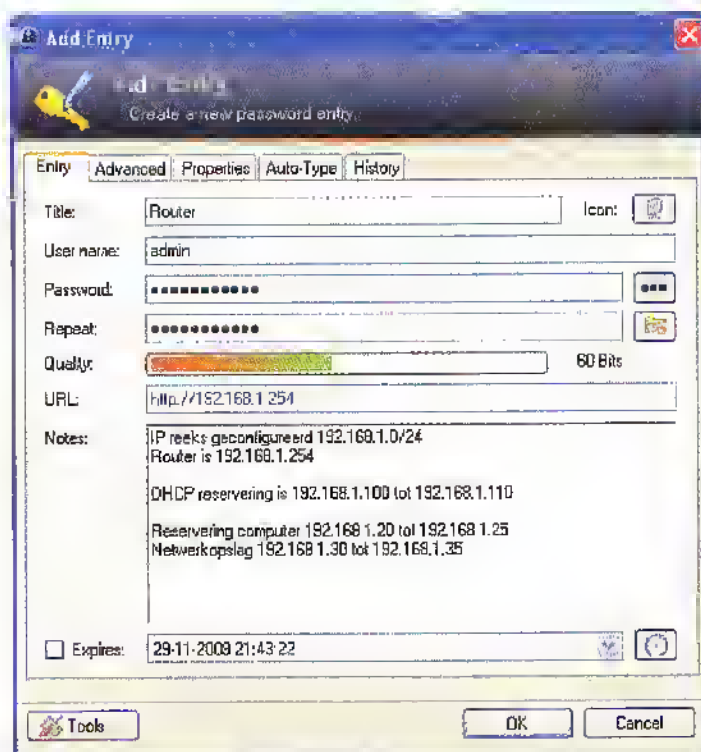 Add Entry
Add Entry
Create a new password entry.
Entry Advanced Properties Auto-Type History
Title: Router Icon:
User name: admin
Password: •••••••••••
Repeat: •••••••••••
Quality: 60 Bits
URL: http://192.168.1.254
Notes: IP reeks geconfigureerd 192.168.1.0/24
Router is 192.168.1.254
DHCP reservering is 192.168.1.100 tot 192.168.1.110
Reservering computer 192.168.1.20 tot 192.168.1.25
Netwerkopslag 192.168.1.30 tot 192.168.1.35
Expires: 29-11-2009 21:43:22
Tools OK Cancel